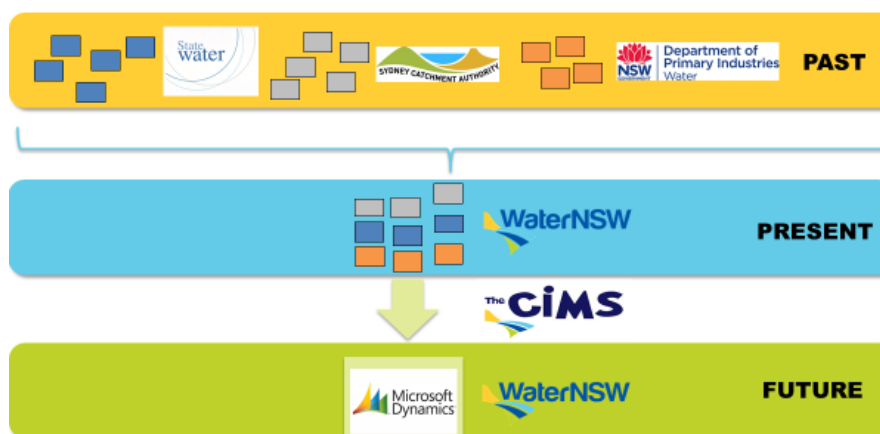 State
water
SYDNEY CATCHMENT AUTHORITY
NSW
GOVERNMENT
Department of
Primary Industries
Water
PAST
WaterNSW
PRESENT
The CiMS
Microsoft
Dynamics
WaterNSW
FUTURE